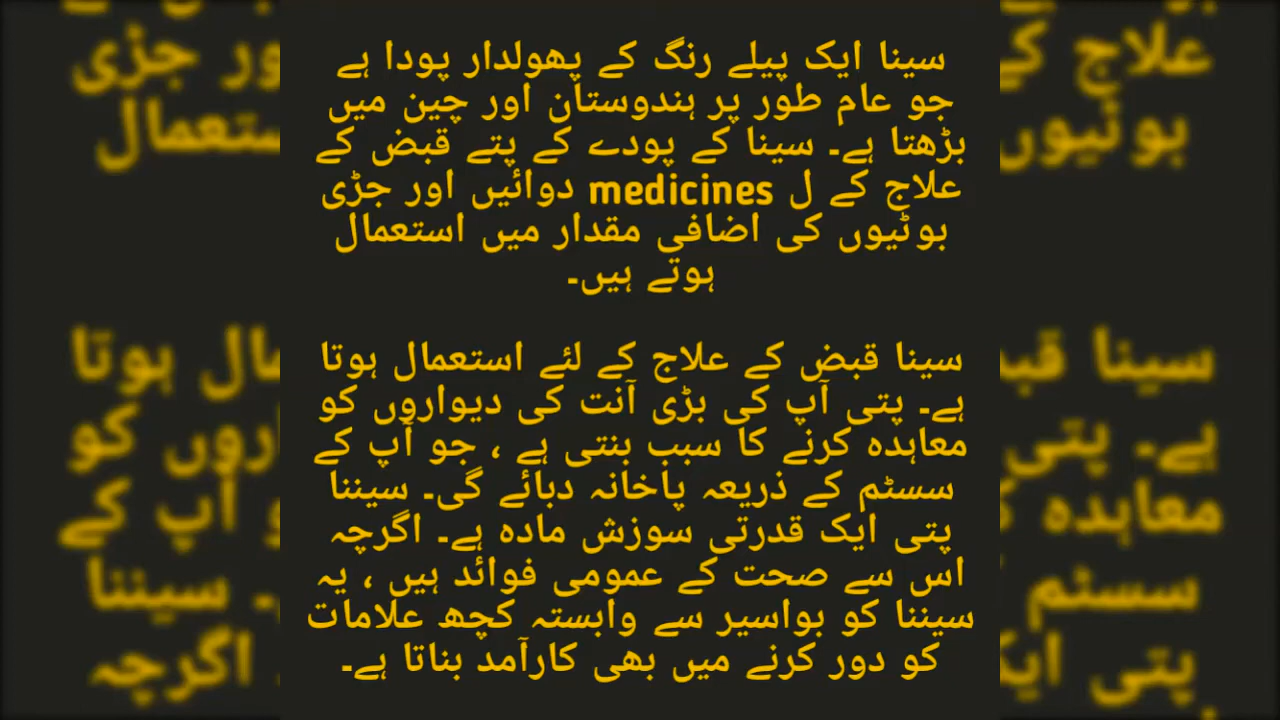 سینا ایک پیلے رنگ کے پھولدار پودا ہے
جو عام طور پر ہندوستان اور چین میں
بڑھتا ہے۔ سینا کے پودے کے پتے قبض کے
علاج کے ل medicines دوائیں اور جڑی
بوٹیوں کی اضافی مقدار میں استعمال
ہوتے ہیں۔
سینا قبض کے علاج کے لئے استعمال ہوتا
ہے۔ پتی آپ کی بڑی آنت کی دیواروں کو
معاہدہ کرنے کا سبب بنتی ہے ، جو آپ کے
سسٹم کے ذریعہ پاخانہ دبائے گی۔ سیننا
پتی ایک قدرتی سوزش مادہ ہے۔ اگرچہ
اس سے صحت کے عمومی فوائد ہیں ، یہ
سیننا کو بواسیر سے وابستہ کچھ علامات
کو دور کرنے میں بھی کارآمد بناتا ہے۔